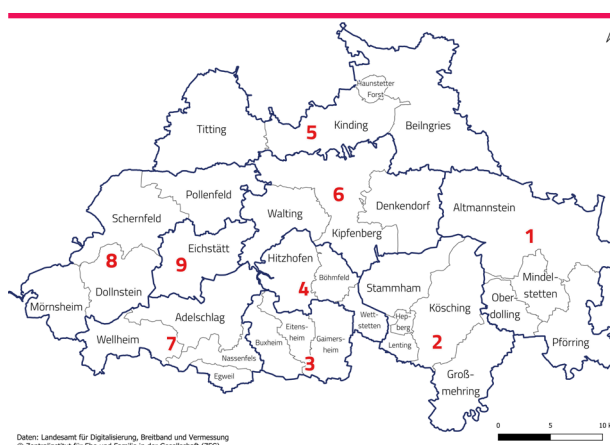 Haunstetter
Forst
5
Titting
Kinding
Beilngries
6
Pollenfeld
Schernfeld
Walting
Denkendorf
Altmannstein
Kipfenberg
1
8
9
Eichstätt
Hitzhofen
Böhmfeld
Stammham
Mindel-
stetten
Dollnstein
4
Kösching
Ober-
dolling
Mörnsheim
Adelschlag
Wett-
stetten
Hep-
berg
Pförring
Wellheim
7
Buxheim
Eitens-
heim
Gaimers-
heim
Lenting
2
Nassenfels
3
Egweil
Groß-
mehring
0 5 10
Daten: Landesamt für Digitalisierung, Breitband und Vermessung